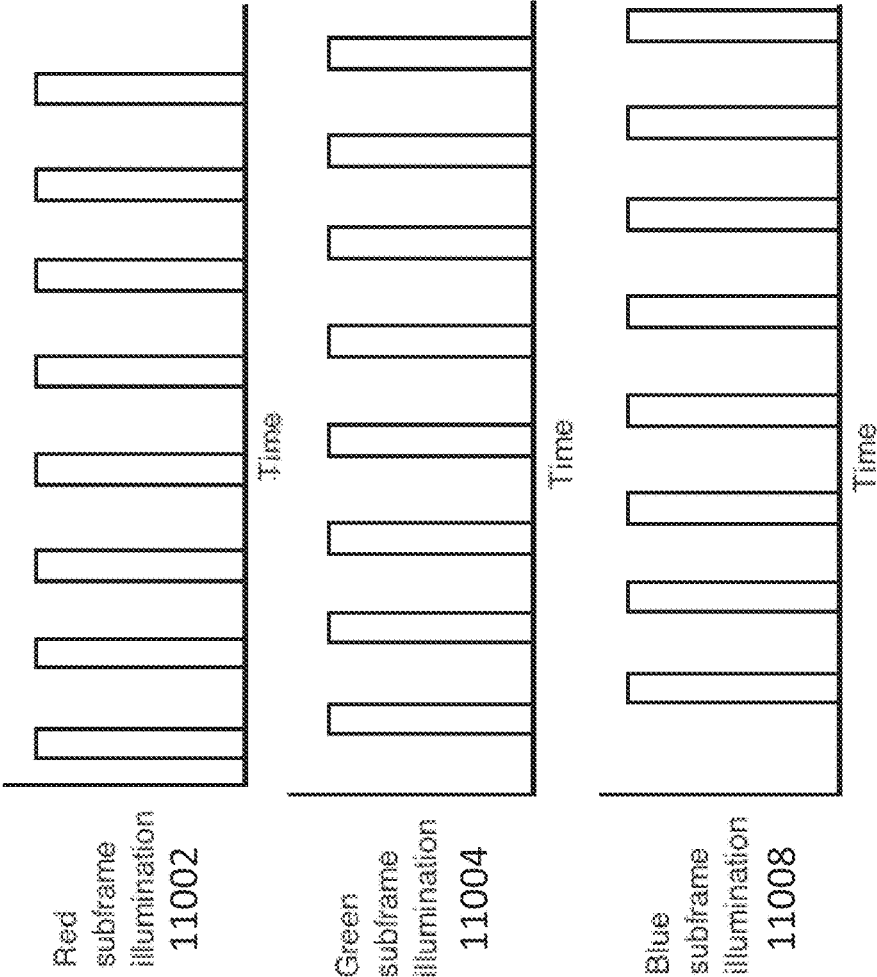 Red
subframe
illumination
11002
Time
Green
subframe
illumination
11004
Time
Blue
subframe
illumination
11008
Time